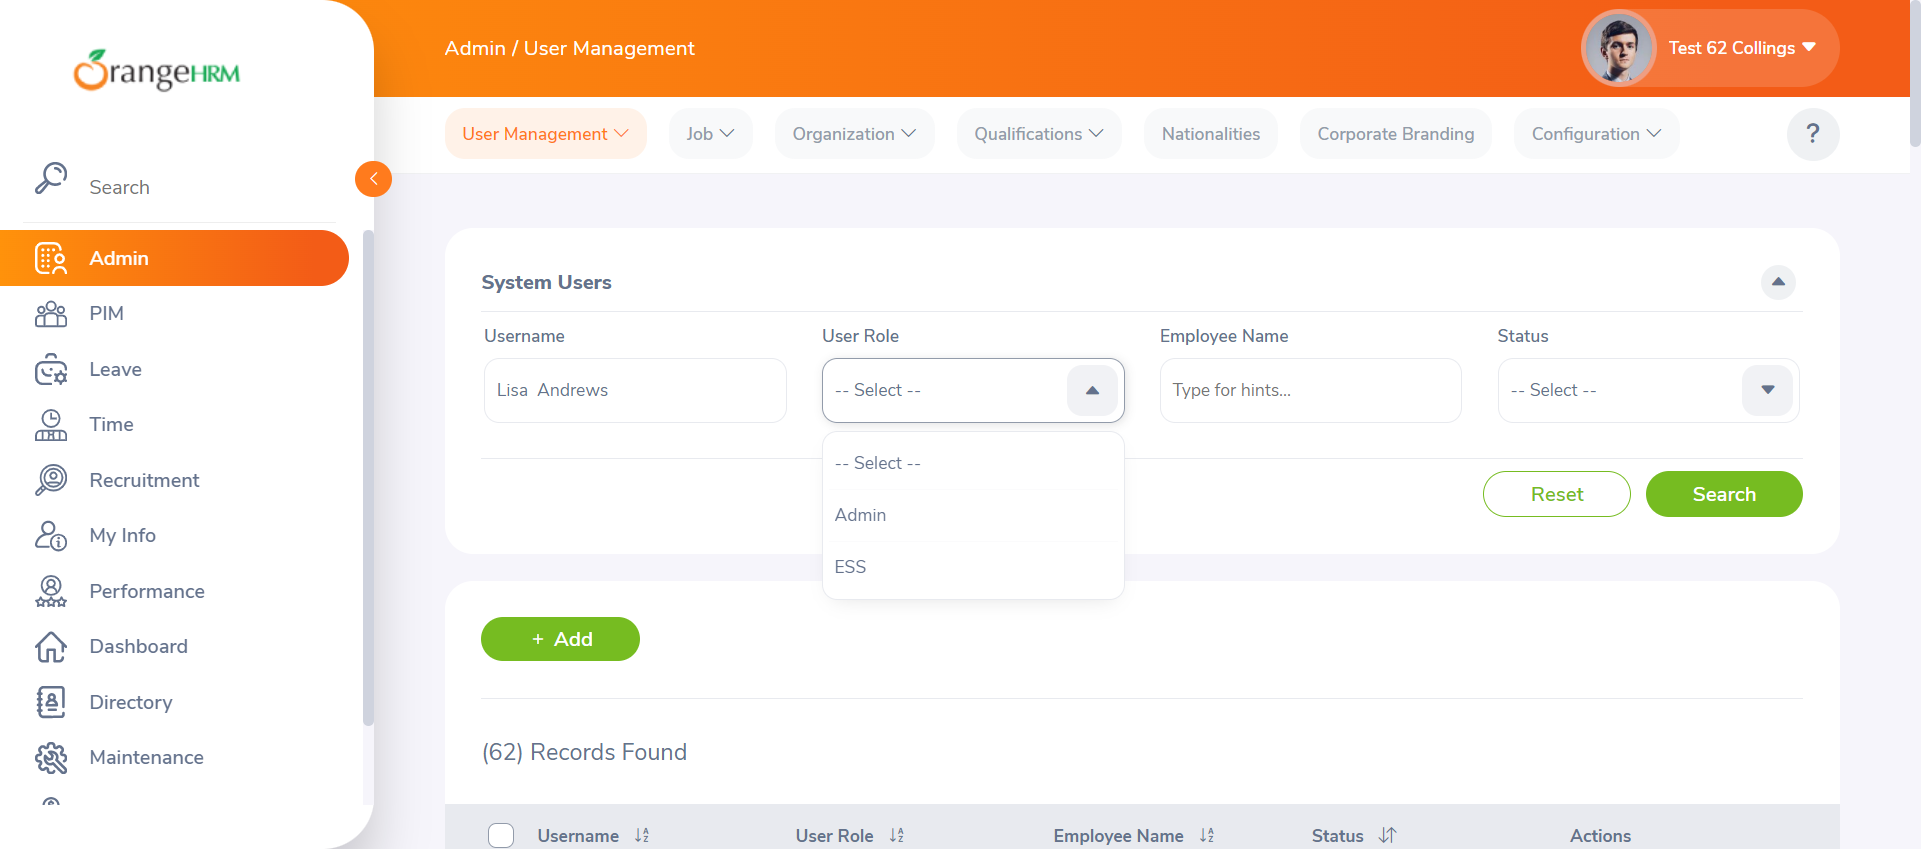 OrangeHRM
Admin / User Management
Test 62 Collings
User Management
Job
Organization
Qualifications
Nationalities
Corporate Branding
Configuration
?
Search
Admin
PIM
Leave
Time
Recruitment
My Info
Performance
Dashboard
Directory
Maintenance
System Users
Username
User Role
Employee Name
Status
Lisa  Andrews
-- Select --
Type for hints...
-- Select --
-- Select --
Admin
ESS
Reset
Search
+ Add
(62) Records Found
Username
User Role
Employee Name
Status
Actions